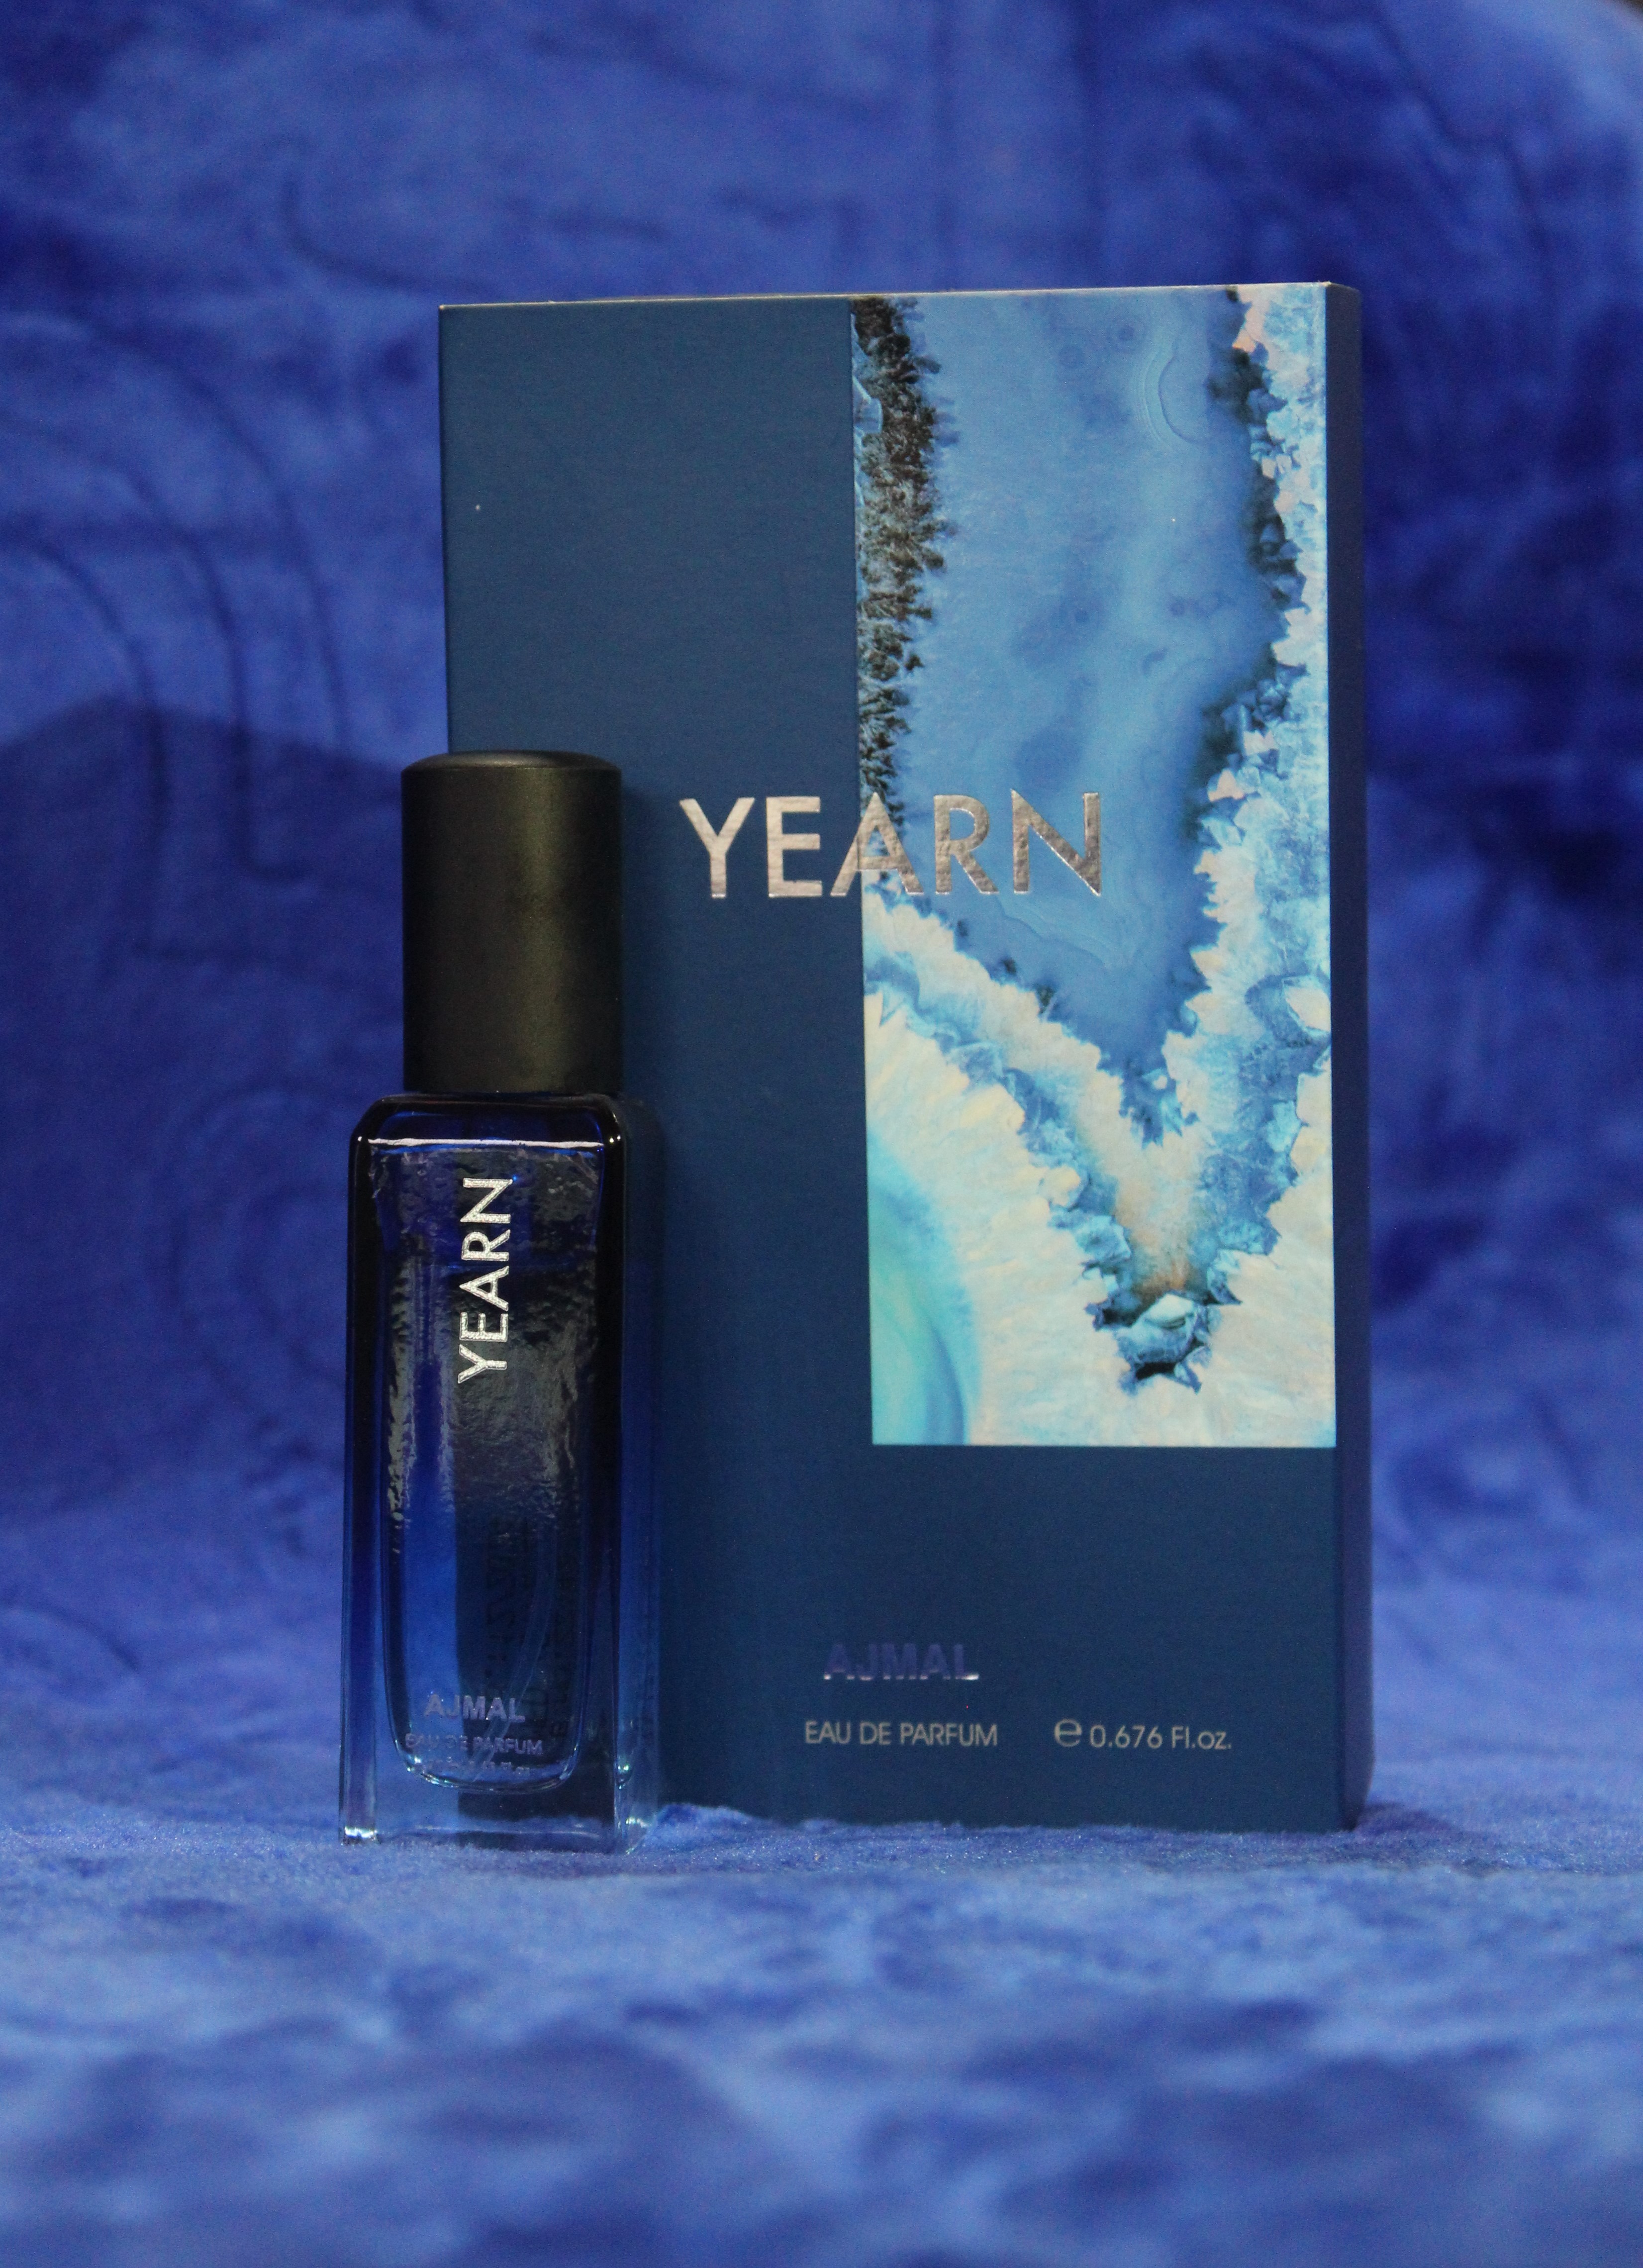 YEARN
AJMAL
EAU DE PARFUM ℮ 0.676 Fl.oz.
YEARN
AJMAL
EAU DE PARFUM